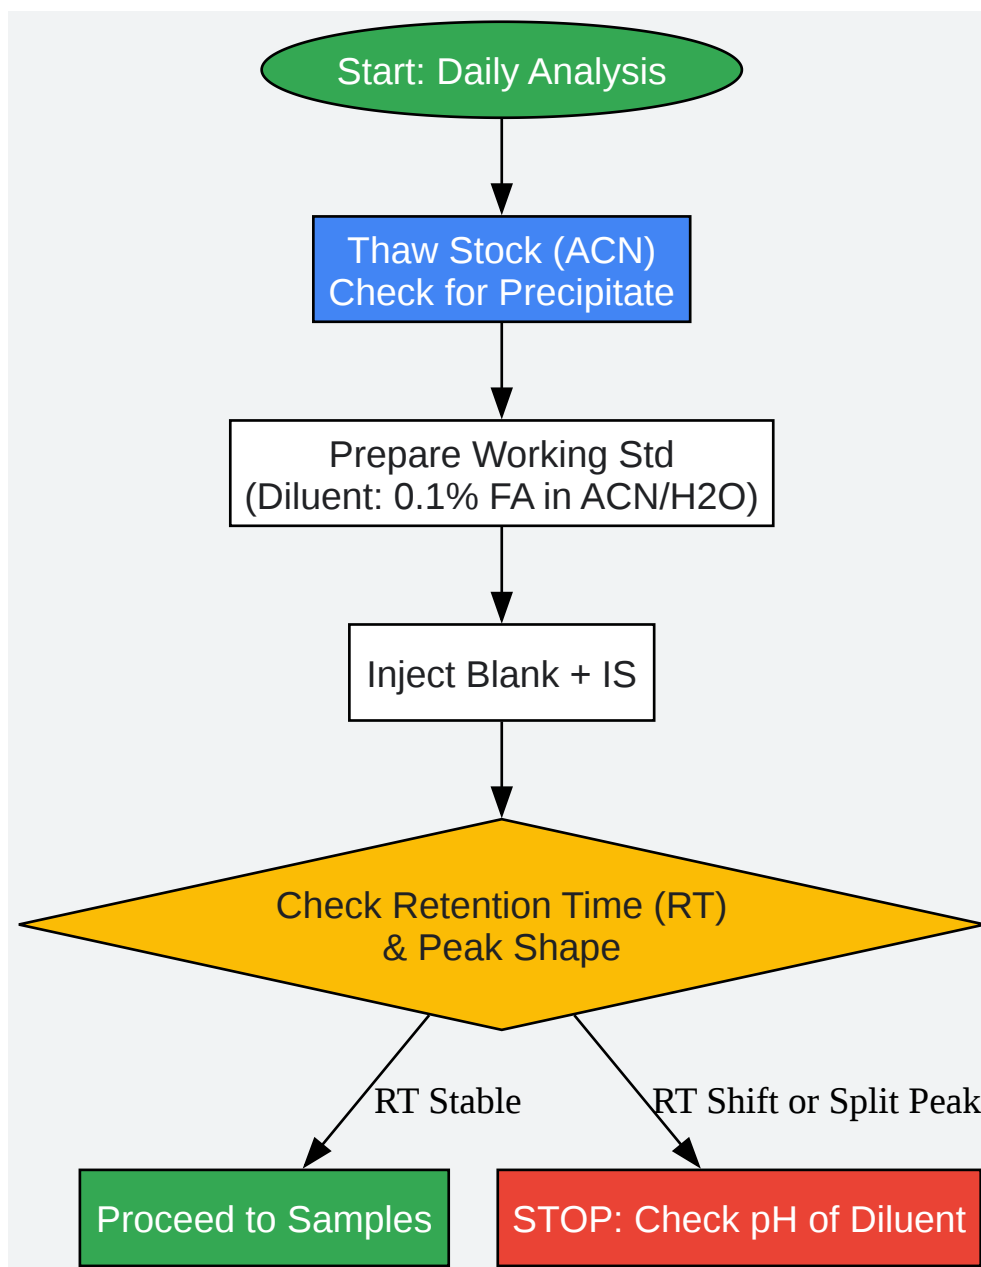 Start: Daily Analysis
Thaw Stock (ACN)
Check for Precipitate
Prepare Working Std
(Diluent: 0.1% FA in ACN/H2O)
Inject Blank + IS
Check Retention Time (RT)
& Peak Shape
RT Stable
RT Shift or Split Peak
Proceed to Samples
STOP: Check pH of Diluent